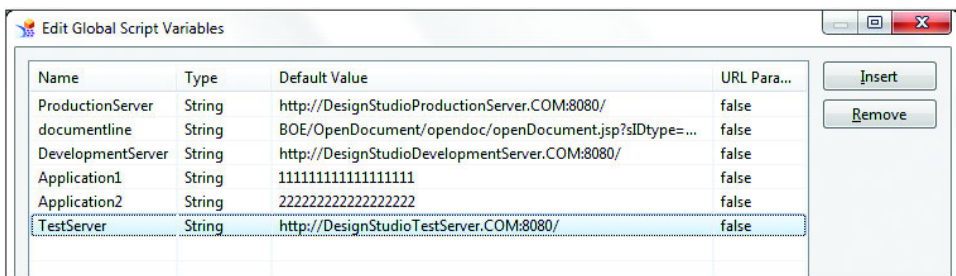 Edit Global Script Variables
Name Type Default Value URL Para... Insert
ProductionServer String http://DesignStudioProductionServer.COM:8080/ false Remove
documentline String BOE/OpenDocument/opendoc/openDocument.jsp?sIDtype=... false
DevelopmentServer String http://DesignStudioDevelopmentServer.COM:8080/ false
Application1 String 111111111111111111 false
Application2 String 222222222222222222 false
TestServer String http://DesignStudioTestServer.COM:8080/ false